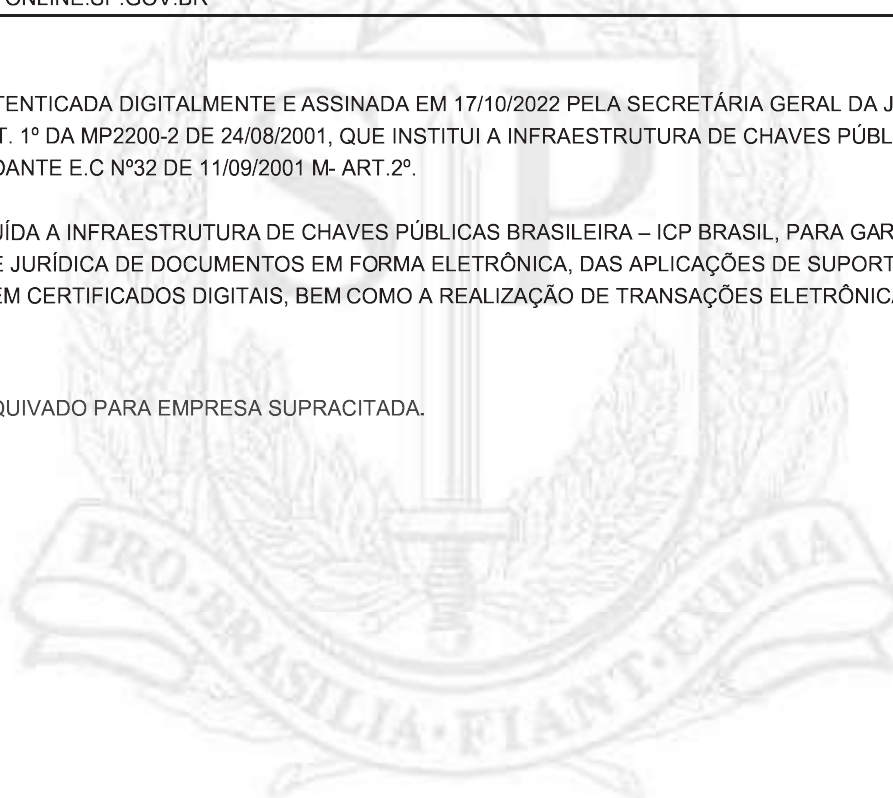 ONLINE.SP.GOV.BR
TENTICADA DIGITALMENTE E ASSINADA EM 17/10/2022 PELA SECRETÁRIA GERAL DA J
T. 1º DA MP2200-2 DE 24/08/2001, QUE INSTITUI A INFRAESTRUTURA DE CHAVES PÚBL
DANTE E.C Nº32 DE 11/09/2001 M- ART.2º.
UÍDA A INFRAESTRUTURA DE CHAVES PÚBLICAS BRASILEIRA – ICP BRASIL, PARA GAR
E JURÍDICA DE DOCUMENTOS EM FORMA ELETRÔNICA, DAS APLICAÇÕES DE SUPORT
EM CERTIFICADOS DIGITAIS, BEM COMO A REALIZAÇÃO DE TRANSAÇÕES ELETRÔNICA
QUIVADO PARA EMPRESA SUPRACITADA.
SP
PRO·BRASILIA·FIANT·EXIMIA